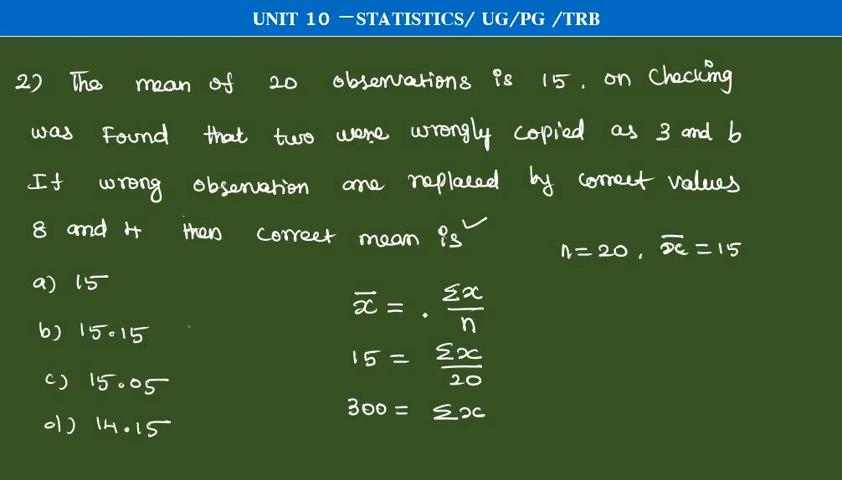 UNIT 10 – STATISTICS/ UG/PG /TRB
2) The mean of 20 observations is 15. on checking
was found that two were wrongly copied as 3 and 6
If wrong observation are replaced by correct values
8 and 4 then correct mean is ✓
n = 20 , x̄ = 15
a) 15
b) 15.15
c) 15.05
d) 14.15
x̄ = . Σx/n
15 = Σx/20
300 = Σx